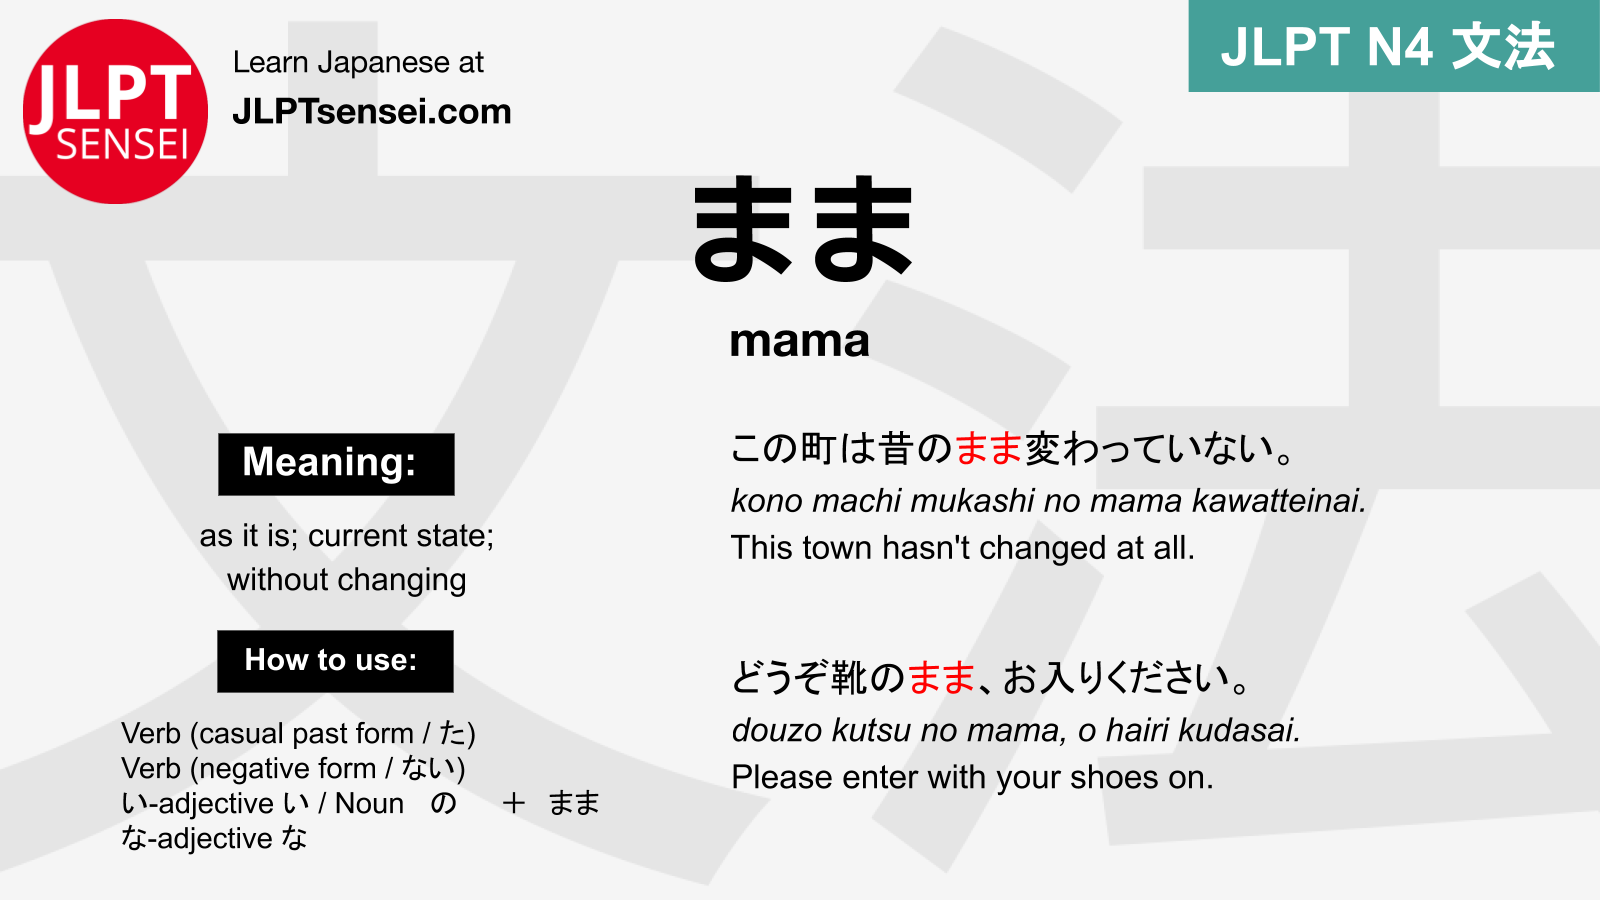 JLPT
SENSEI
Learn Japanese at
JLPTsensei.com
JLPT N4 文法
まま
mama
Meaning:
as it is; current state;
without changing
How to use:
Verb (casual past form / た)
Verb (negative form / ない)
い-adjective い / Noun の ＋ まま
な-adjective な
この町は昔のまま変わっていない。
kono machi mukashi no mama kawatteinai.
This town hasn't changed at all.
どうぞ靴のまま、お入りください。
douzo kutsu no mama, o hairi kudasai.
Please enter with your shoes on.
文法